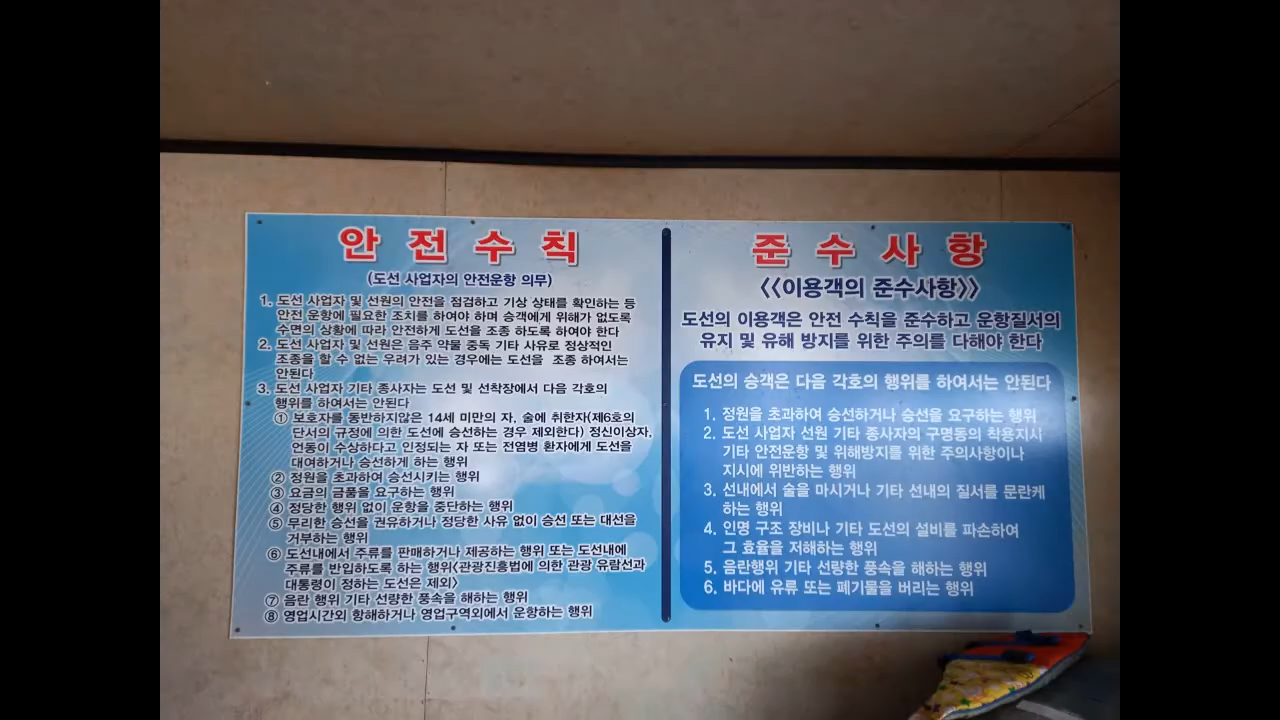 안전수칙
(도선 사업자의 안전운항 의무)
1. 도선 사업자 및 선원의 안전을 점검하고 기상 상태를 확인하는 등
안전 운항에 필요한 조치를 하여야 하며 승객에게 위해가 없도록
수면의 상황에 따라 안전하게 도선을 조종 하도록 하여야 한다
2. 도선 사업자 및 선원은 음주 약물 중독 기타 사유로 정상적인
조종을 할 수 없는 우려가 있는 경우에는 도선을 조종 하여서는
안된다
3. 도선 사업자 기타 종사자는 도선 및 선착장에서 다음 각호의
행위를 하여서는 안된다
① 보호자를 동반하지않은 14세 미만의 자, 술에 취한자(제6호의
단서의 규정에 의한 도선에 승선하는 경우 제외한다) 정신이상자,
언동이 수상하다고 인정되는 자 또는 전염병 환자에게 도선을
대여하거나 승선하게 하는 행위
② 정원을 초과하여 승선시키는 행위
③ 요금의 금품을 요구하는 행위
④ 정당한 행위 없이 운항을 중단하는 행위
⑤ 무리한 승선을 권유하거나 정당한 사유 없이 승선 또는 대선을
거부하는 행위
⑥ 도선내에서 주류를 판매하거나 제공하는 행위 또는 도선내에
주류를 반입하도록 하는 행위<관광진흥법에 의한 관광 유람선과
대통령이 정하는 도선은 제외>
⑦ 음란 행위 기타 선량한 풍속을 해하는 행위
⑧ 영업시간외 항해하거나 영업구역외에서 운항하는 행위
준수사항
<<이용객의 준수사항>>
도선의 이용객은 안전 수칙을 준수하고 운항질서의
유지 및 유해 방지를 위한 주의를 다해야 한다
도선의 승객은 다음 각호의 행위를 하여서는 안된다
1. 정원을 초과하여 승선하거나 승선을 요구하는 행위
2. 도선 사업자 선원 기타 종사자의 구명동의 착용지시
기타 안전운항 및 위해방지를 위한 주의사항이나
지시에 위반하는 행위
3. 선내에서 술을 마시거나 기타 선내의 질서를 문란케
하는 행위
4. 인명 구조 장비나 기타 도선의 설비를 파손하여
그 효율을 저해하는 행위
5. 음란행위 기타 선량한 풍속을 해하는 행위
6. 바다에 유류 또는 폐기물을 버리는 행위